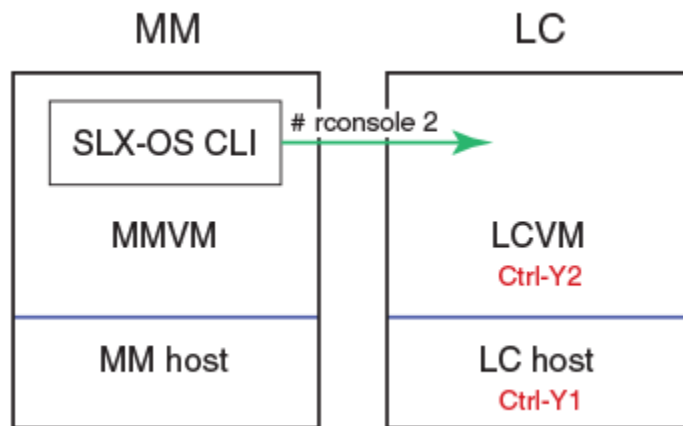 MM
LC
SLX-OS CLI
# rconsole 2
MMVM
LCVM
Ctrl-Y2
MM host
LC host
Ctrl-Y1